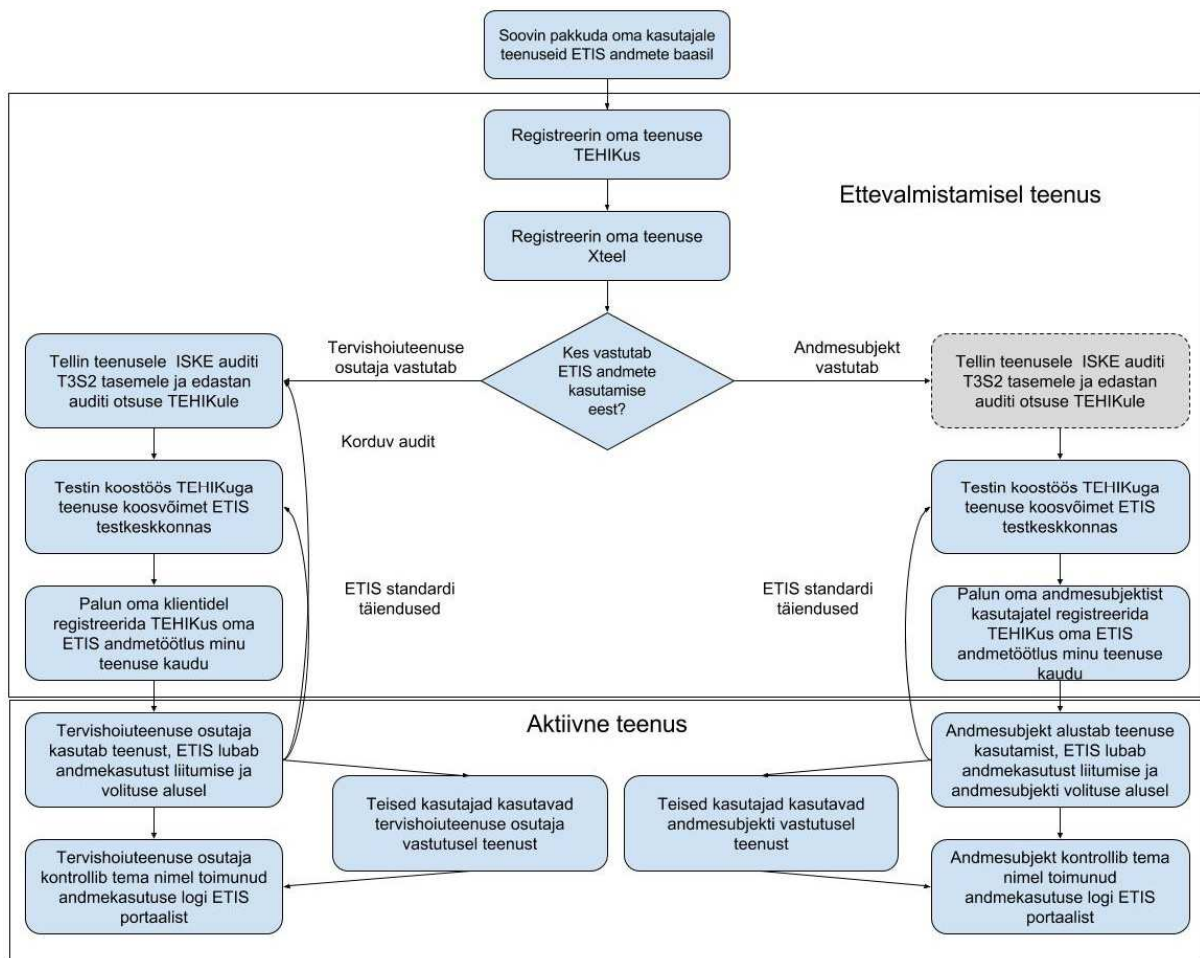 Soovin pakkuda oma kasutajale
teenuseid ETIS andmete baasil
Registreerin oma teenuse
TEHIKus
Ettevalmistamisel teenus
Registreerin oma teenuse
Xteel
Tellin teenusele ISKE auditi
T3S2 tasemele ja edastan
auditi otsuse TEHIKule
Tervishoiuteenuse
osutaja vastutab
Kes vastutab
ETIS andmete
kasutamise
eest?
Andmesubjekt
vastutab
Tellin teenusele ISKE auditi
T3S2 tasemele ja edastan
auditi otsuse TEHIKule
Korduv audit
Testin koostöös TEHIKuga
teenuse koosvõimet ETIS
testkeskkonnas
Testin koostöös TEHIKuga
teenuse koosvõimet ETIS
testkeskkonnas
ETIS standardi
täiendused
ETIS standardi
täiendused
Palun oma klientidel
registreerida TEHIKus oma
ETIS andmetöötlus minu
teenuse kaudu
Palun oma andmesubjektist
kasutajatel registreerida
TEHIKus oma ETIS
andmetöötlus minu teenuse
kaudu
Aktiivne teenus
Tervishoiuteenuse osutaja
kasutab teenust, ETIS lubab
andmekasutust liitumise ja
volituse alusel
Andmesubjekt alustab teenuse
kasutamist, ETIS lubab
andmekasutust liitumise ja
andmesubjekti volituse alusel
Teised kasutajad kasutavad
tervishoiuteenuse osutaja
vastutusel teenust
Teised kasutajad kasutavad
andmesubjekti vastutusel
teenust
Tervishoiuteenuse osutaja
kontrollib tema nimel toimunud
andmekasutuse logi ETIS
portaalist
Andmesubjekt kontrollib tema
nimel toimunud
andmekasutuse logi ETIS
portaalist